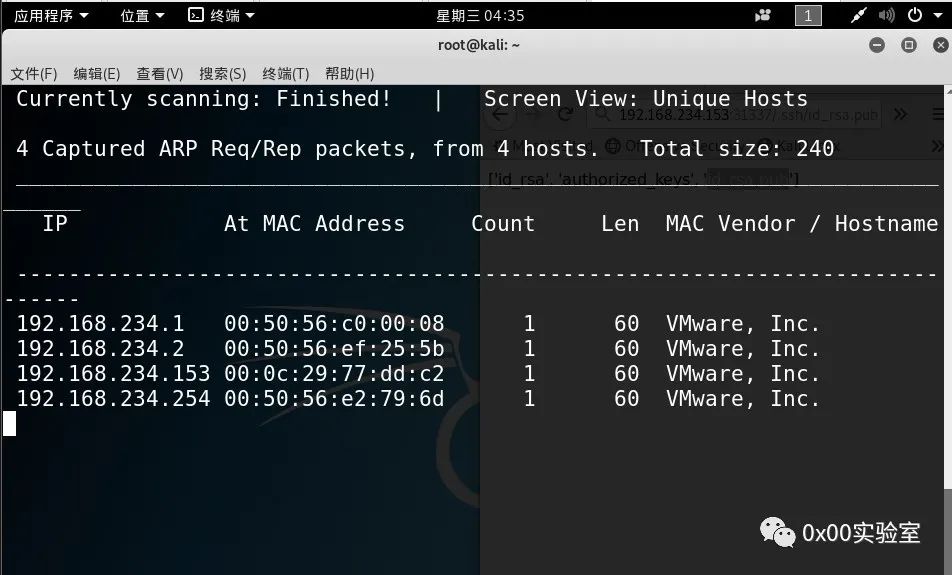 应用程序 位置 终端 星期三 04:35 1
root@kali: ~
文件(F) 编辑(E) 查看(V) 搜索(S) 终端(T) 帮助(H)
Currently scanning: Finished! | Screen View: Unique Hosts
192.168.234.153:31337/.ssh/id_rsa.pub
4 Captured ARP Req/Rep packets, from 4 hosts. Total size: 240
['id_rsa', 'authorized_keys', 'id_rsa.pub']
IP At MAC Address Count Len MAC Vendor / Hostname
-----------------------------------------------------------------------
------
192.168.234.1 00:50:56:c0:00:08 1 60 VMware, Inc.
192.168.234.2 00:50:56:ef:25:5b 1 60 VMware, Inc.
192.168.234.153 00:0c:29:77:dd:c2 1 60 VMware, Inc.
192.168.234.254 00:50:56:e2:79:6d 1 60 VMware, Inc.
0x00实验室